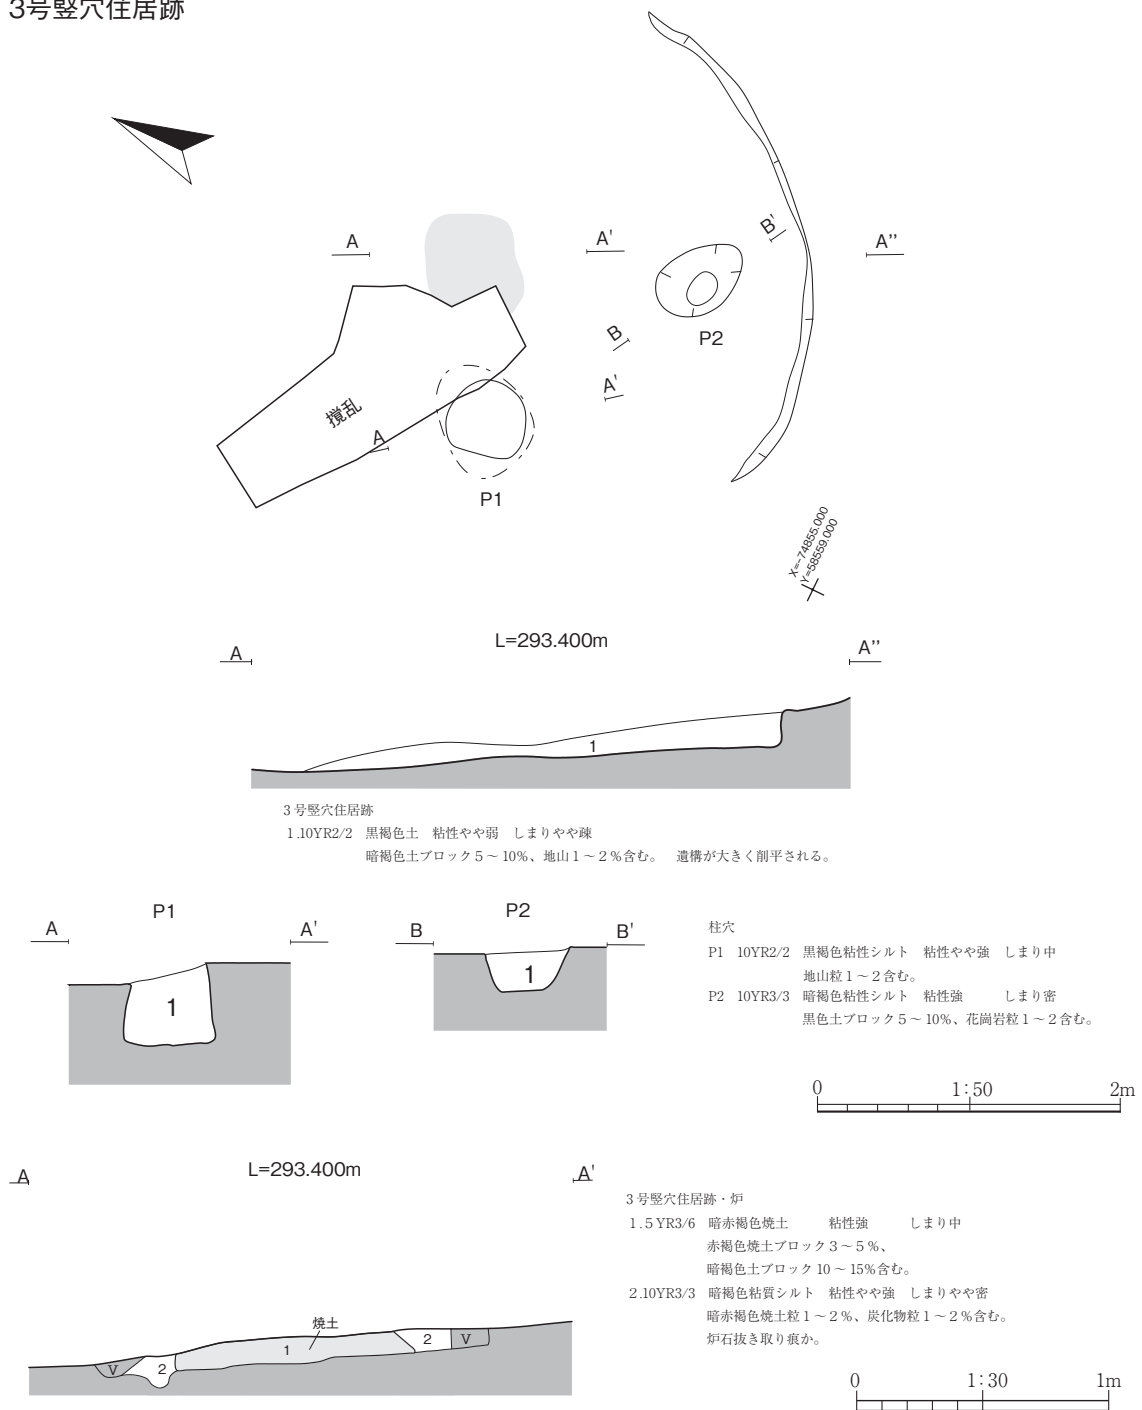 3号竪穴住居跡
A
A'
B'
A''
B
P2
A'
撹乱
A
P1
X=-74855.000
Y=58559.000
L=293.400m
A
A''
1
3号竪穴住居跡
1.10YR2/2 黒褐色土 粘性やや弱 しまりやや疎
暗褐色土ブロック5～10%、地山1～2％含む。 遺構が大きく削平される。
P1
A
A'
1
P2
B
B'
1
柱穴
P1 10YR2/2 黒褐色粘性シルト 粘性やや強 しまり中
地山粒1～2含む。
P2 10YR3/3 暗褐色粘性シルト 粘性強 しまり密
黒色土ブロック5～10%、花崗岩粒1～2含む。
0 1:50 2m
A
L=293.400m
A'
焼土
V
2
1
2
V
3号竪穴住居跡・炉
1.5YR3/6 暗赤褐色焼土 粘性強 しまり中
赤褐色焼土ブロック3～5％、
暗褐色土ブロック10～15%含む。
2.10YR3/3 暗褐色粘質シルト 粘性やや強 しまりやや密
暗赤褐色焼土粒1～2％、炭化物粒1～2％含む。
炉石抜き取り痕か。
0 1:30 1m